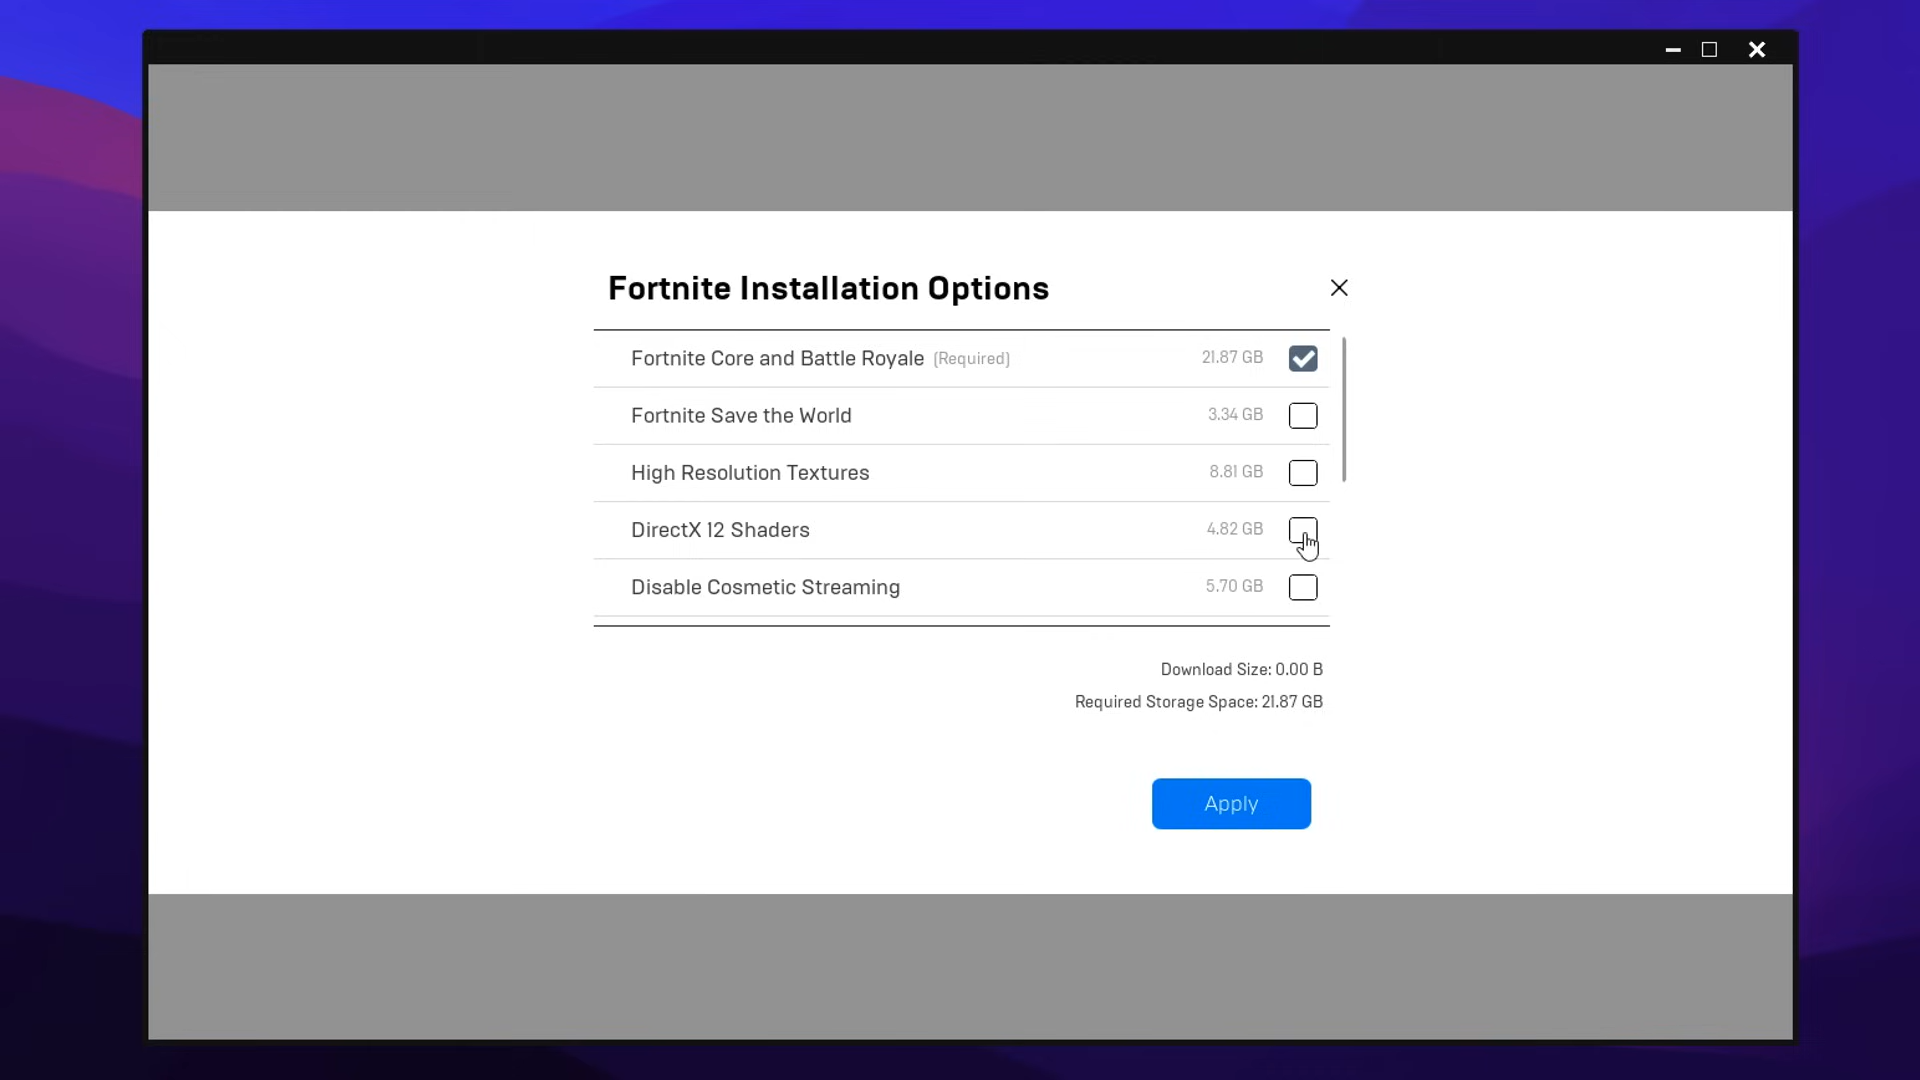 Fortnite Installation Options
Fortnite Core and Battle Royale (Required) 21.87 GB
Fortnite Save the World 3.34 GB
High Resolution Textures 8.81 GB
DirectX 12 Shaders 4.82 GB
Disable Cosmetic Streaming 5.70 GB
Download Size: 0.00 B
Required Storage Space: 21.87 GB
Apply